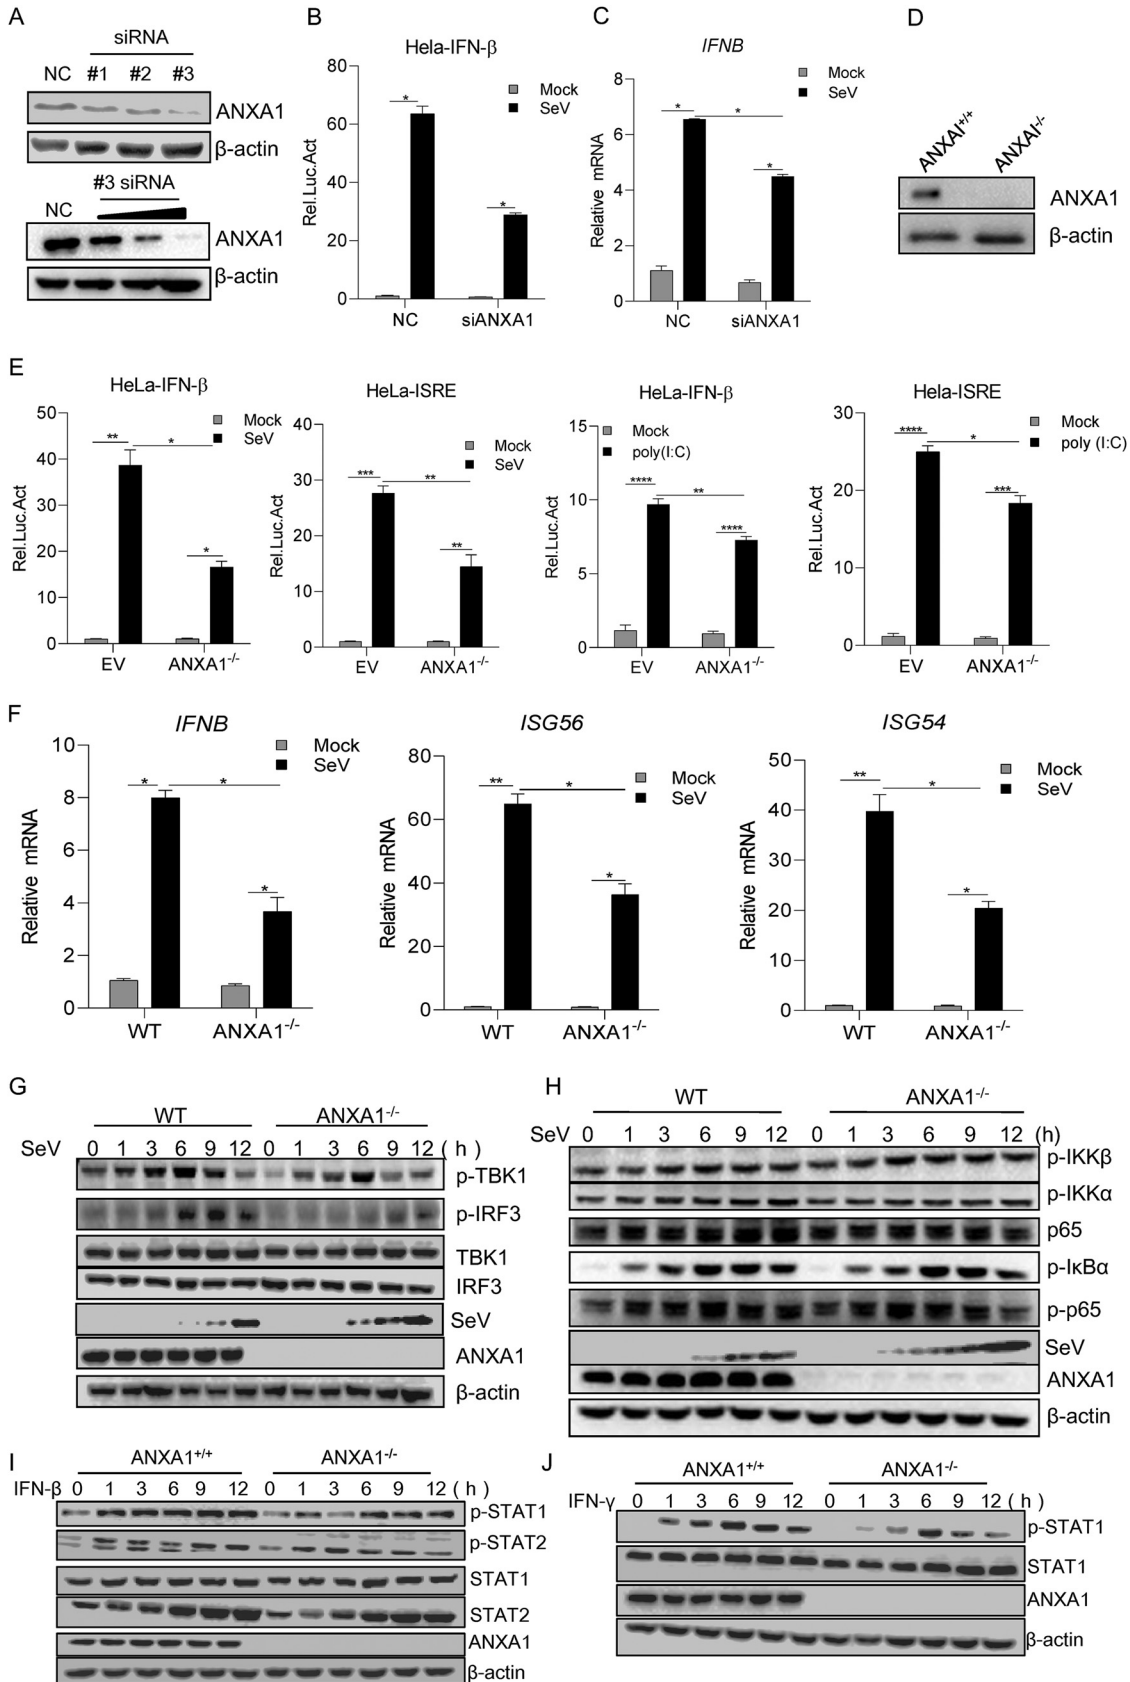 A
siRNA
NC #1 #2 #3
ANXA1
β-actin
#3 siRNA
NC
ANXA1
β-actin
B
Hela-IFN-β
Mock
SeV
Rel.Luc.Act
80
60
40
20
0
*
*
NC siANXA1
C
IFNB
Mock
SeV
Relative mRNA
8
6
4
2
0
* *
*
NC siANXA1
D
ANXAI+/+ ANXAI-/-
ANXA1
β-actin
E
HeLa-IFN-β
Mock
SeV
Rel.Luc.Act
50
40
30
20
10
0
** *
*
EV ANXA1-/-
HeLa-ISRE
Mock
SeV
Rel.Luc.Act
40
30
20
10
0
*** **
**
EV ANXA1-/-
HeLa-IFN-β
Mock
poly(I:C)
Rel.Luc.Act
15
10
5
0
**** **
****
EV ANXA1-/-
Hela-ISRE
Mock
poly (I:C)
Rel.Luc.Act
30
20
10
0
**** *
***
EV ANXA1-/-
F
IFNB
Mock
SeV
Relative mRNA
10
8
6
4
2
0
* *
*
WT ANXA1-/-
ISG56
Mock
SeV
Relative mRNA
80
60
40
20
0
** *
*
WT ANXA1-/-
ISG54
Mock
SeV
Relative mRNA
50
40
30
20
10
0
** *
*
WT ANXA1-/-
G
WT ANXA1-/-
SeV 0 1 3 6 9 12 0 1 3 6 9 12 ( h )
p-TBK1
p-IRF3
TBK1
IRF3
SeV
ANXA1
β-actin
H
WT ANXA1-/-
SeV 0 1 3 6 9 12 0 1 3 6 9 12 (h)
p-IKKβ
p-IKKα
p65
p-IκBα
p-p65
SeV
ANXA1
β-actin
I
ANXA1+/+ ANXA1-/-
IFN-β 0 1 3 6 9 12 0 1 3 6 9 12 ( h )
p-STAT1
p-STAT2
STAT1
STAT2
ANXA1
β-actin
J
ANXA1+/+ ANXA1-/-
IFN-γ 0 1 3 6 9 12 0 1 3 6 9 12 ( h )
p-STAT1
STAT1
ANXA1
β-actin